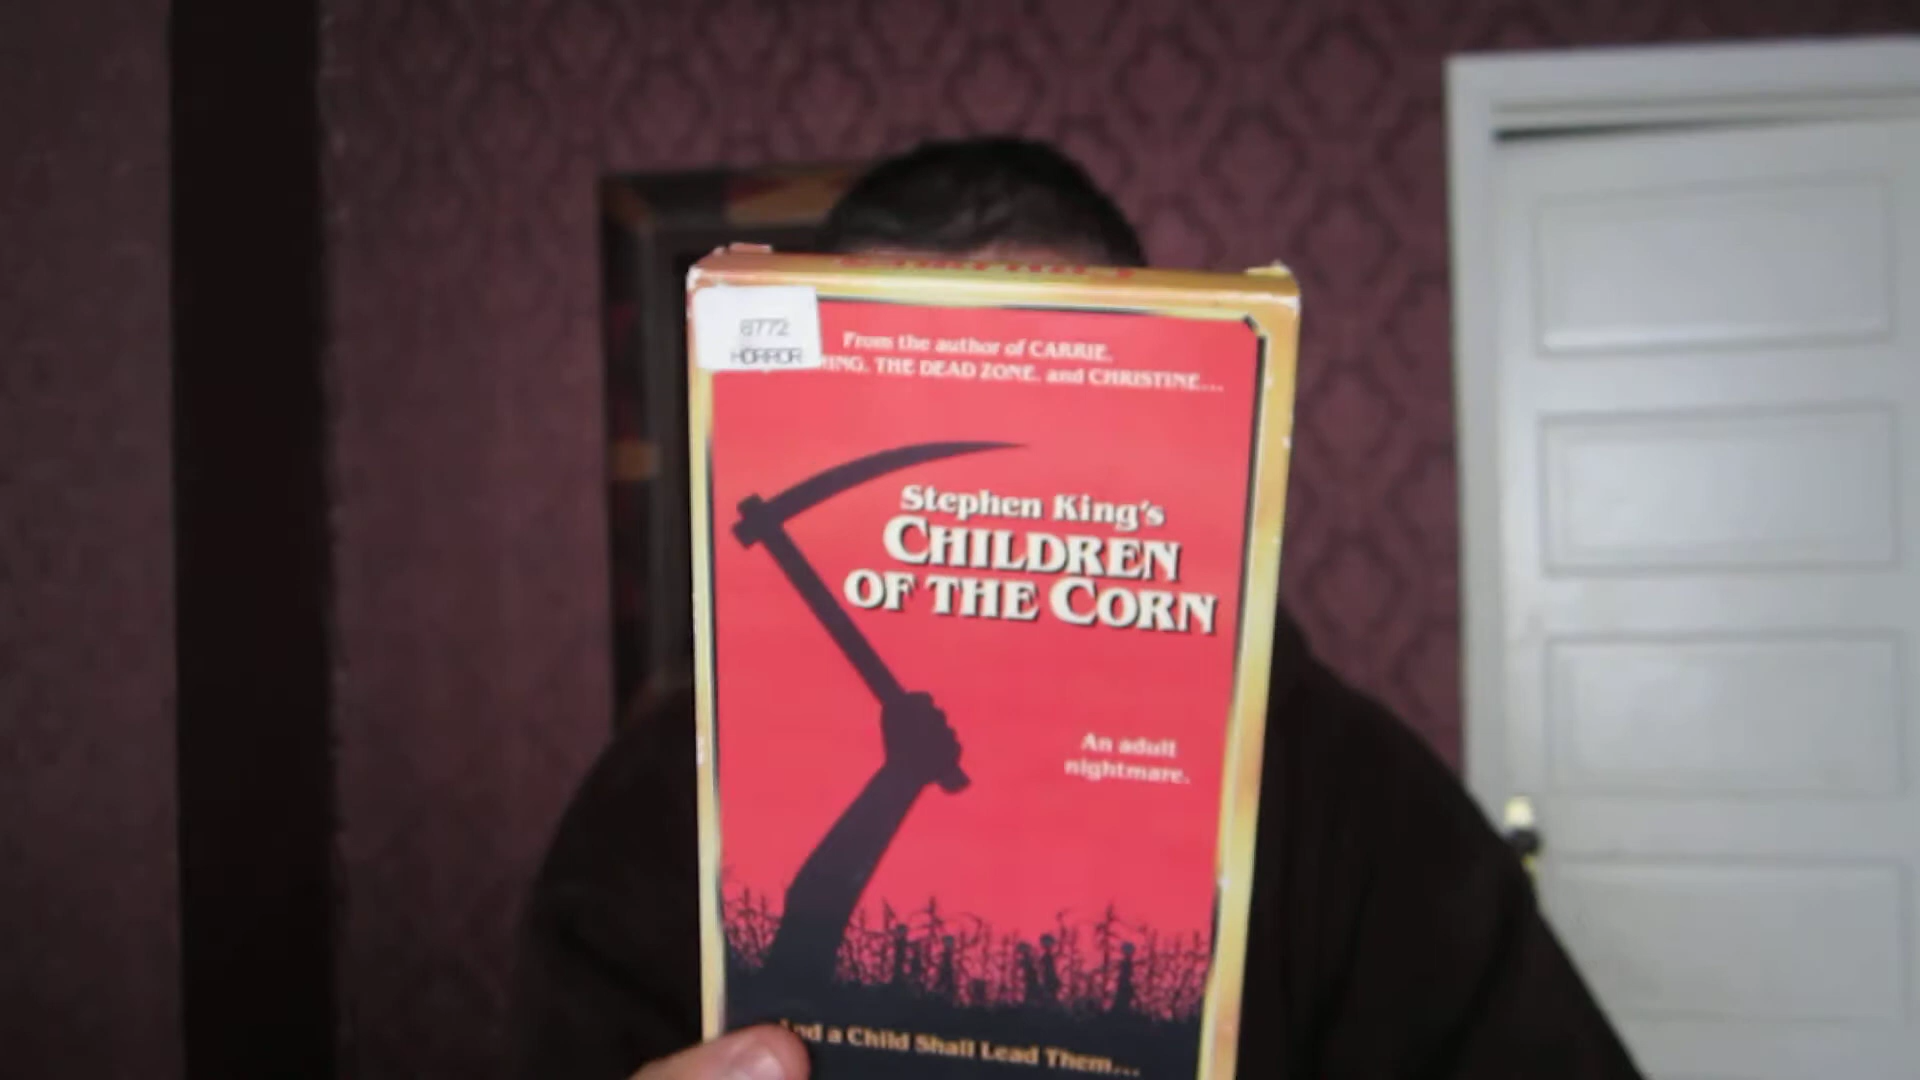 8772
HORROR
From the author of CARRIE,
THE DEAD ZONE, and CHRISTINE...
Stephen King's
CHILDREN
OF THE CORN
An adult
nightmare.
And a Child Shall Lead Them...